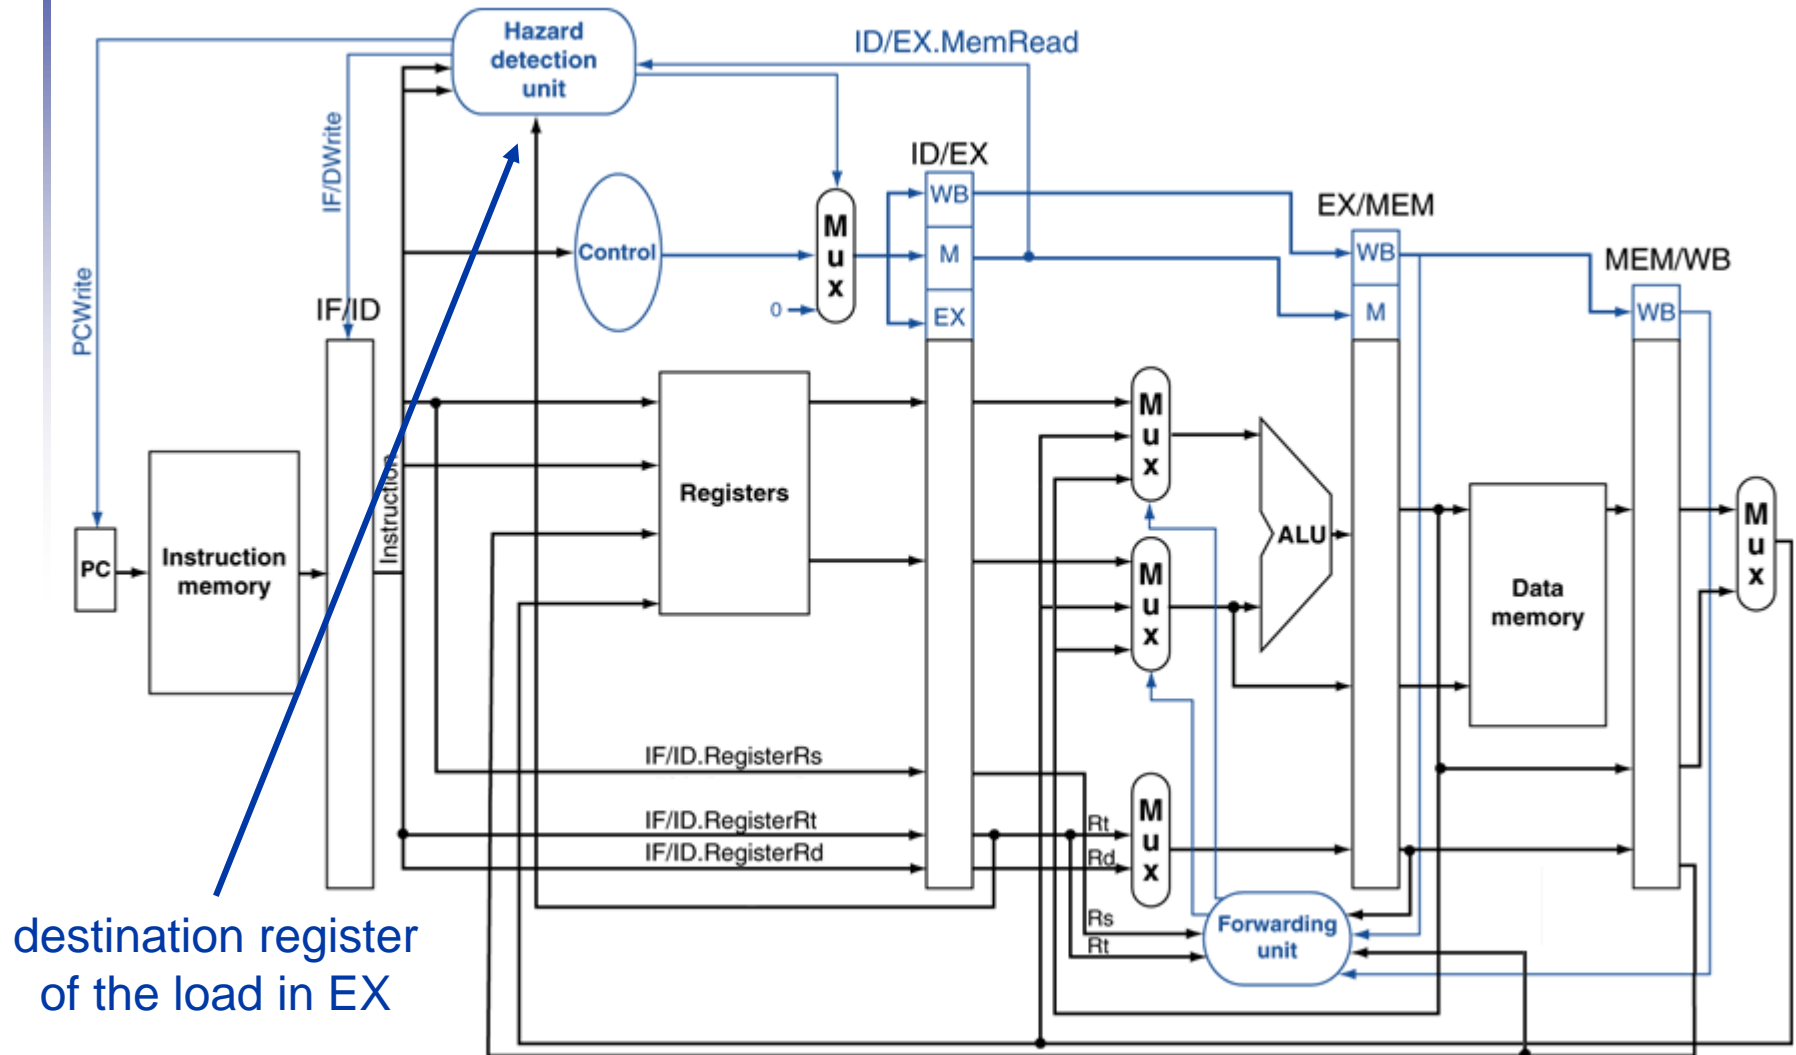 Hazard
detection
unit
ID/EX.MemRead
IF/DWrite
PCWrite
ID/EX
WB
M
EX
Control
M
u
x
0
EX/MEM
WB
M
MEM/WB
WB
IF/ID
Instruction
PC
Instruction
memory
Registers
M
u
x
M
u
x
ALU
Data
memory
M
u
x
IF/ID.RegisterRs
IF/ID.RegisterRt
IF/ID.RegisterRd
Rt
Rd
M
u
x
Rs
Rt
Forwarding
unit
destination register
of the load in EX